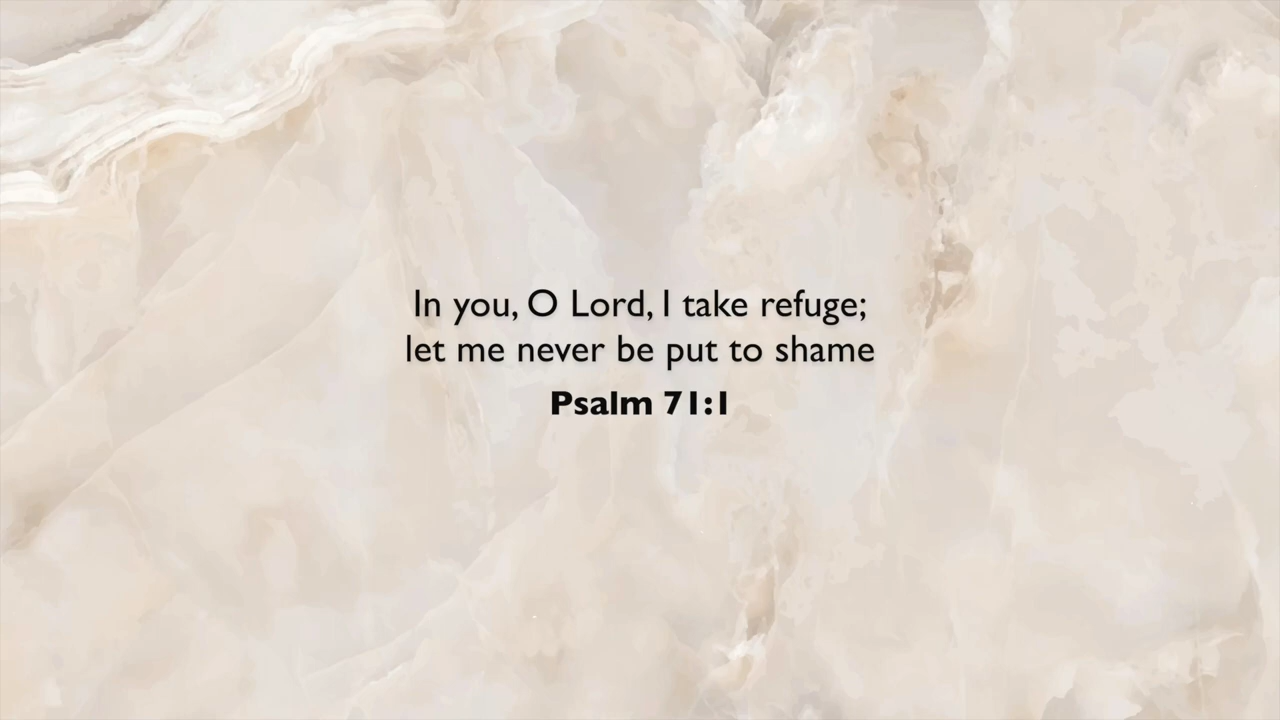 In you, O Lord, I take refuge;
let me never be put to shame
Psalm 71:1